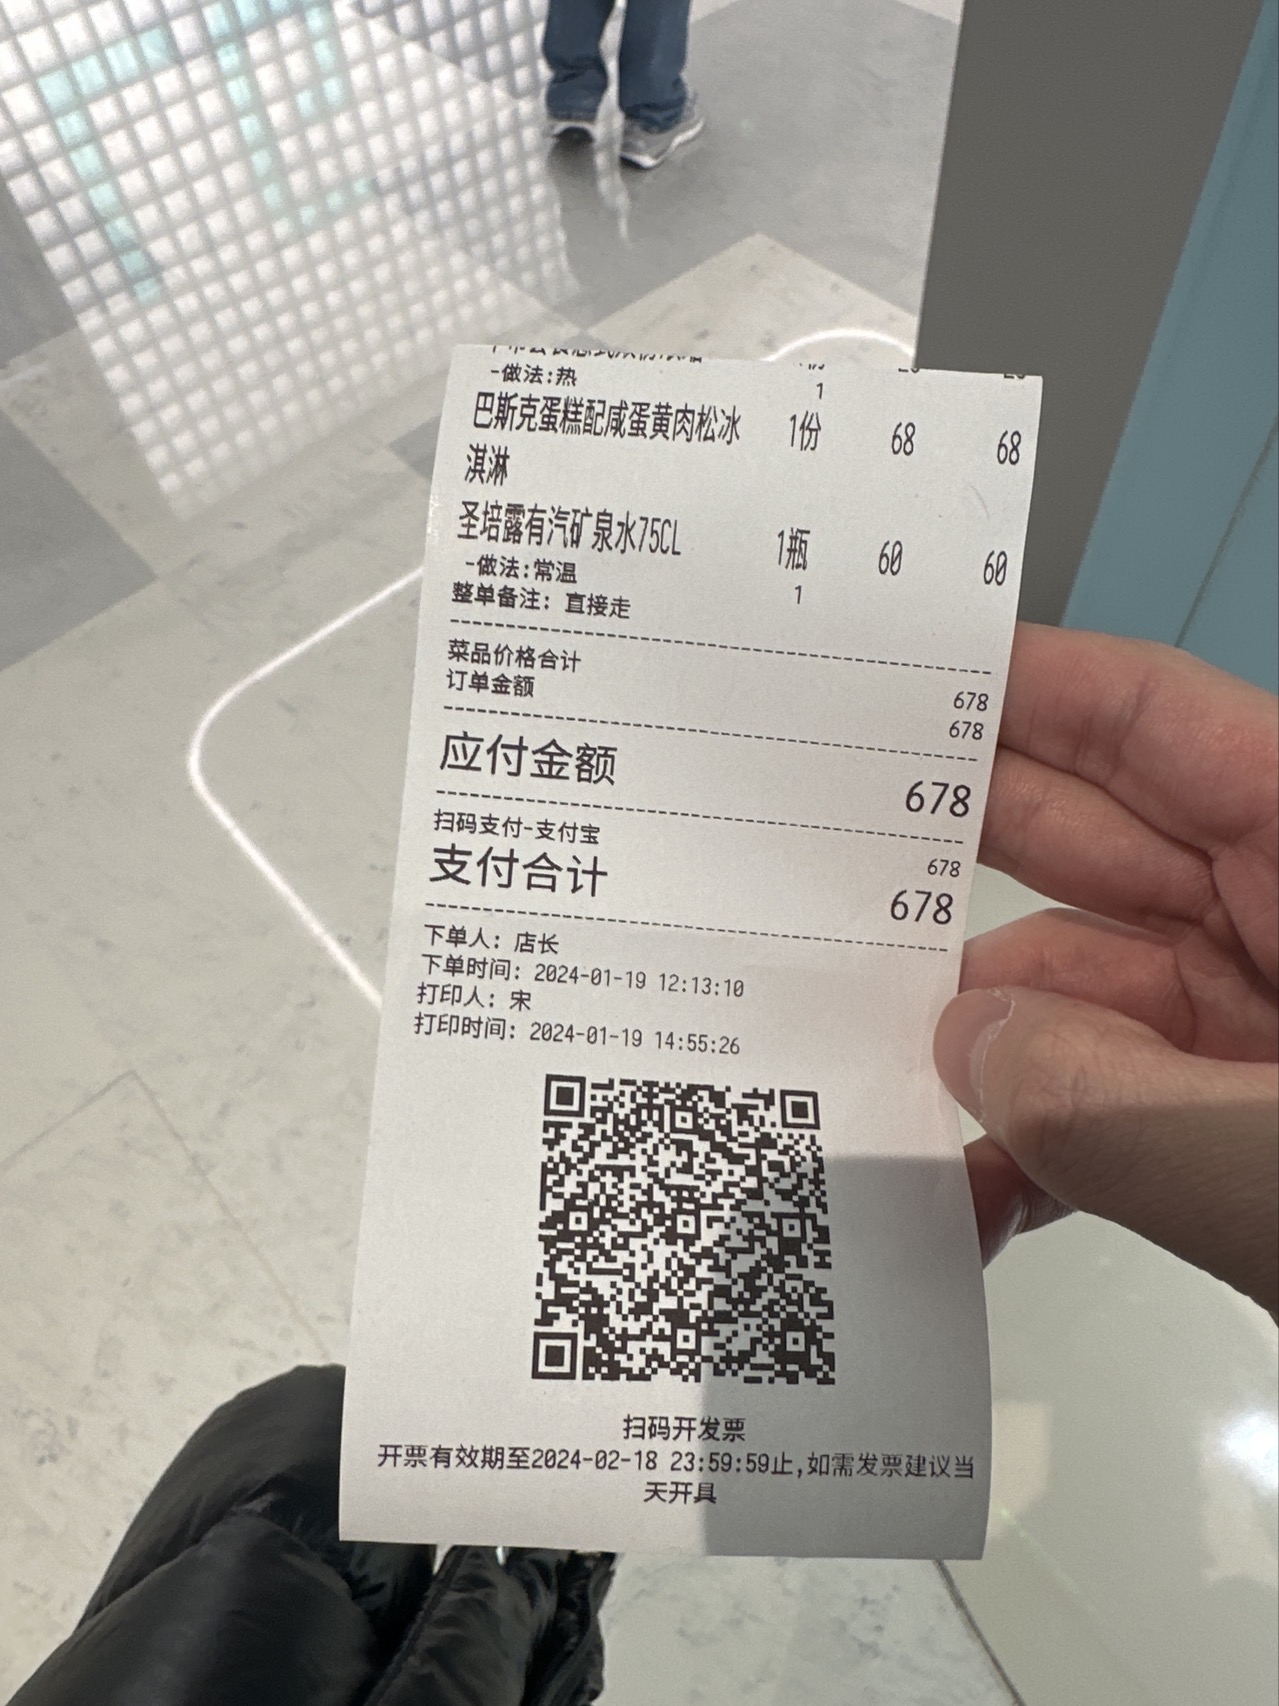 -做法:热 1
巴斯克蛋糕配咸蛋黄肉松冰 1份 68 68
淇淋
圣培露有汽矿泉水75CL 1瓶 60 60
-做法:常温 1
整单备注: 直接走
菜品价格合计 678
订单金额 678
应付金额 678
扫码支付-支付宝 678
支付合计 678
下单人: 店长
下单时间: 2024-01-19 12:13:10
打印人: 宋
打印时间: 2024-01-19 14:55:26
扫码开发票
开票有效期至2024-02-18 23:59:59止,如需发票建议当
天开具